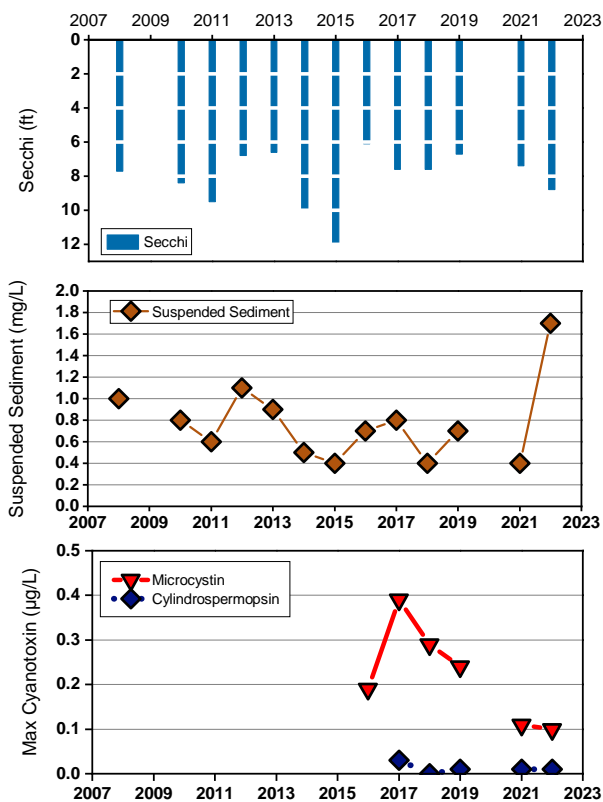 2007 2009 2011 2013 2015 2017 2019 2021 2023
0
2
4
6
8
10
12
Secchi (ft)
Secchi
2.0
1.8
1.6
1.4
1.2
1.0
0.8
0.6
0.4
0.2
0.0
Suspended Sediment (mg/L)
Suspended Sediment
2007 2009 2011 2013 2015 2017 2019 2021 2023
0.5
0.4
0.3
0.2
0.1
0.0
Max Cyanotoxin (µg/L)
Microcystin
Cylindrospermopsin
2007 2009 2011 2013 2015 2017 2019 2021 2023